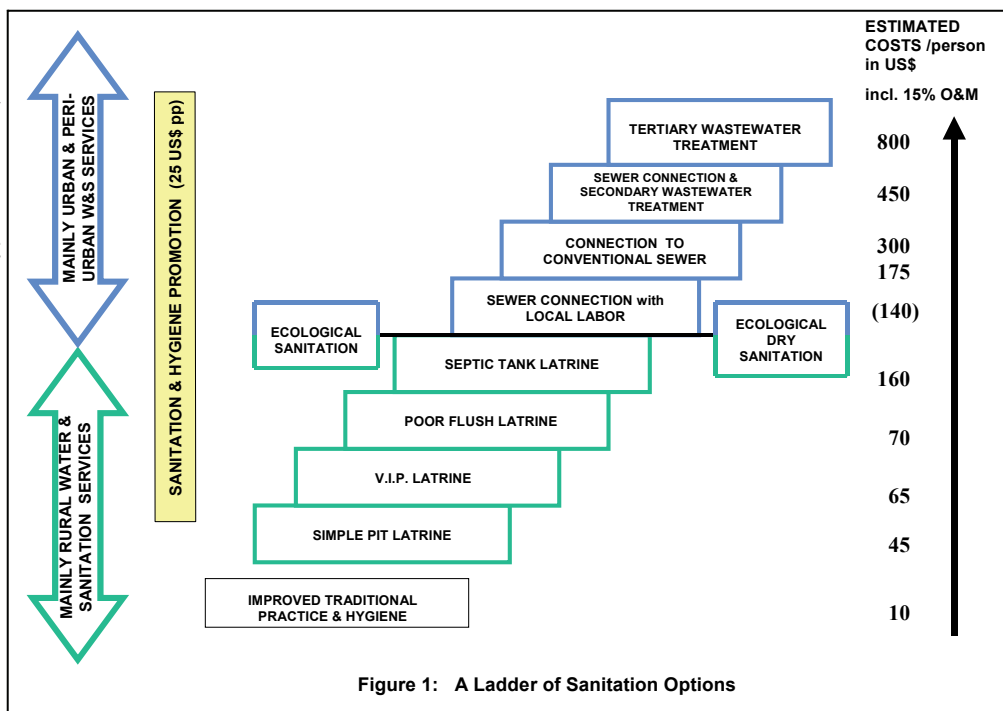 ESTIMATED
COSTS /person
in US$
incl. 15% O&M
MAINLY URBAN & PERI-
URBAN W&S SERVICES
MAINLY RURAL WATER &
SANITATION SERVICES
SANITATION & HYGIENE PROMOTION (25 US$ pp)
TERTIARY WASTEWATER
TREATMENT
800
SEWER CONNECTION &
SECONDARY WASTEWATER
TREATMENT
450
CONNECTION TO
CONVENTIONAL SEWER
300
175
SEWER CONNECTION with
LOCAL LABOR
(140)
ECOLOGICAL
SANITATION
ECOLOGICAL
DRY
SANITATION
SEPTIC TANK LATRINE
160
POOR FLUSH LATRINE
70
V.I.P. LATRINE
65
SIMPLE PIT LATRINE
45
IMPROVED TRADITIONAL
PRACTICE & HYGIENE
10
Figure 1: A Ladder of Sanitation Options